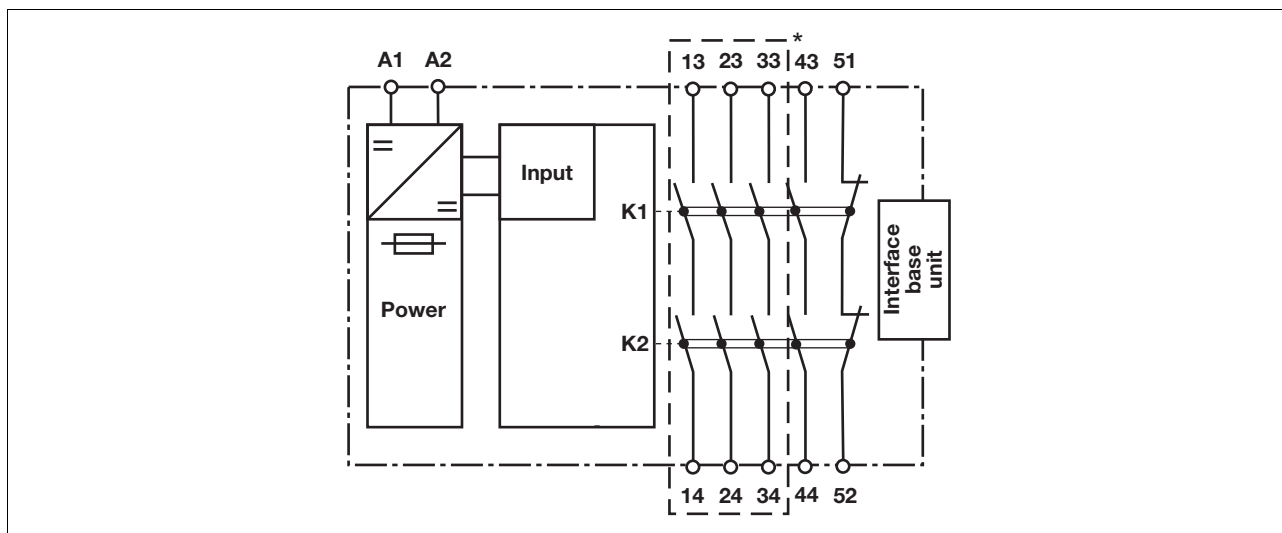 *
A1 A2 13 23 33 43 51
Input
K1
Interface
base
unit
Power
K2
14 24 34 44 52